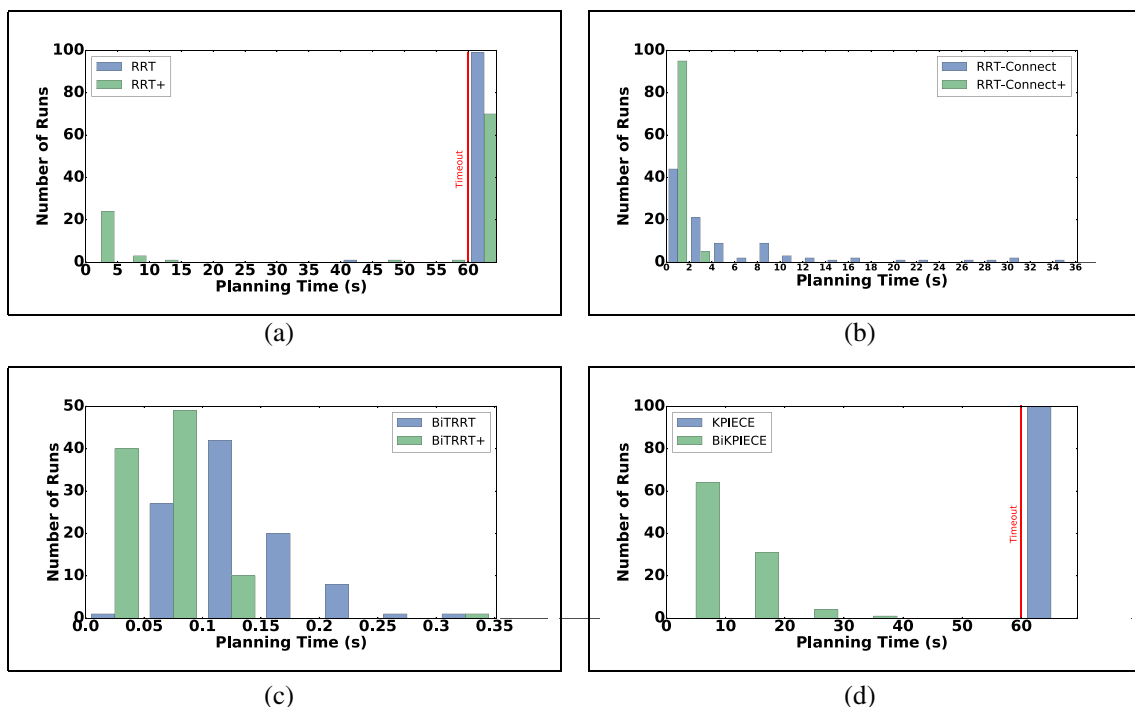 100
80
60
40
20
0
Number of Runs
RRT
RRT+
Timeout
0 5 10 15 20 25 30 35 40 45 50 55 60
Planning Time (s)
(a)
100
80
60
40
20
0
Number of Runs
RRT-Connect
RRT-Connect+
0 2 4 6 8 10 12 14 16 18 20 22 24 26 28 30 32 34 36
Planning Time (s)
(b)
50
40
30
20
10
0
Number of Runs
BiTRRT
BiTRRT+
0.0 0.05 0.1 0.15 0.2 0.25 0.3 0.35
Planning Time (s)
(c)
100
80
60
40
20
0
Number of Runs
KPIECE
BiKPIECE
Timeout
0 10 20 30 40 50 60
Planning Time (s)
(d)